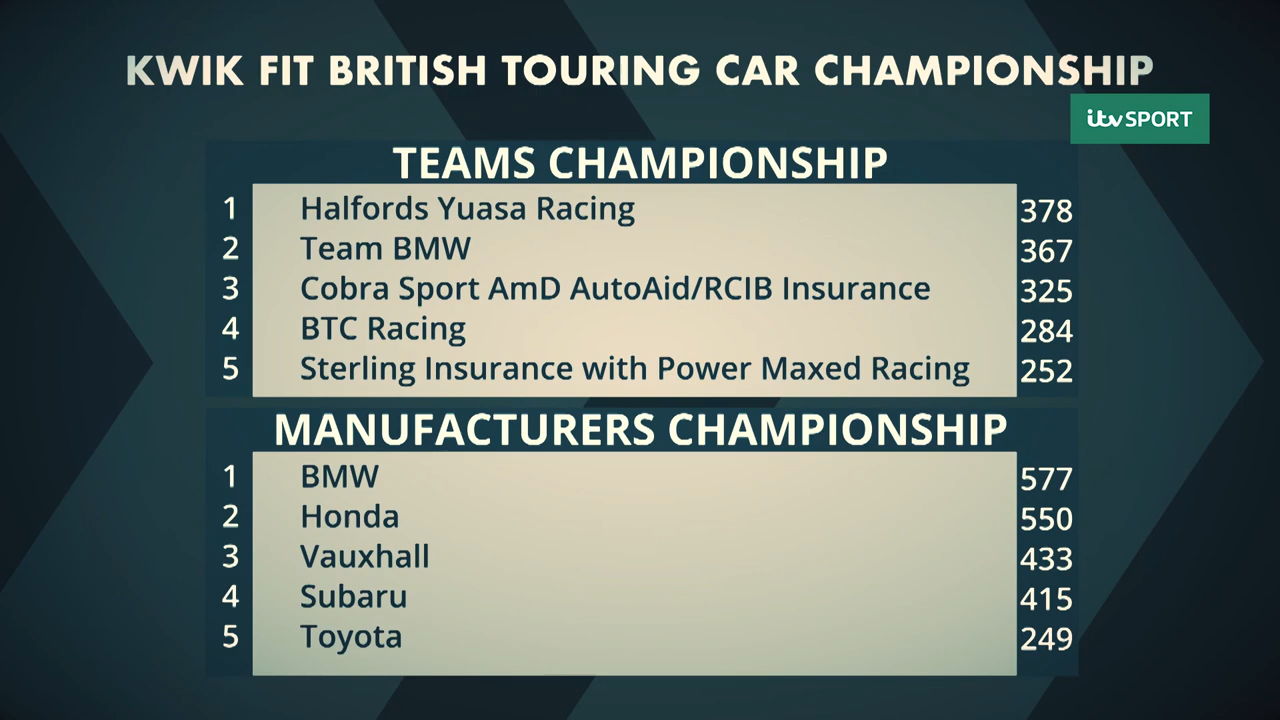 KWIK FIT BRITISH TOURING CAR CHAMPIONSHIP
itv SPORT
TEAMS CHAMPIONSHIP
1 Halfords Yuasa Racing 378
2 Team BMW 367
3 Cobra Sport AmD AutoAid/RCIB Insurance 325
4 BTC Racing 284
5 Sterling Insurance with Power Maxed Racing 252
MANUFACTURERS CHAMPIONSHIP
1 BMW 577
2 Honda 550
3 Vauxhall 433
4 Subaru 415
5 Toyota 249